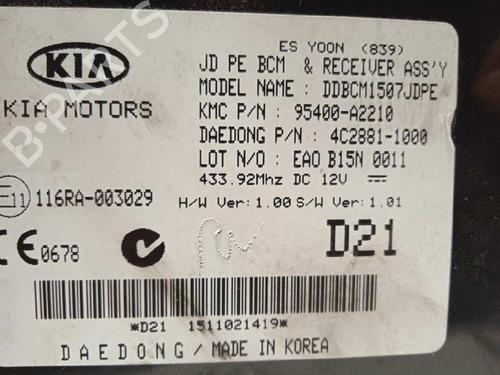 ES YOON (839)
KIA
JD PE BCM & RECEIVER ASS'Y
MODEL NAME : DDBCM1507JDPE
KIA MOTORS
KMC P/N : 95400-A2210
DAEDONG P/N : 4C2881-1000
LOT N/O : EAO B15N 0011
433.92Mhz DC 12V
E11 116RA-003029
H/W Ver: 1.00 S/W Ver: 1.01
CE 0678
D21
*D21 1511021419*
DAEDONG / MADE IN KOREA
B-PARTS